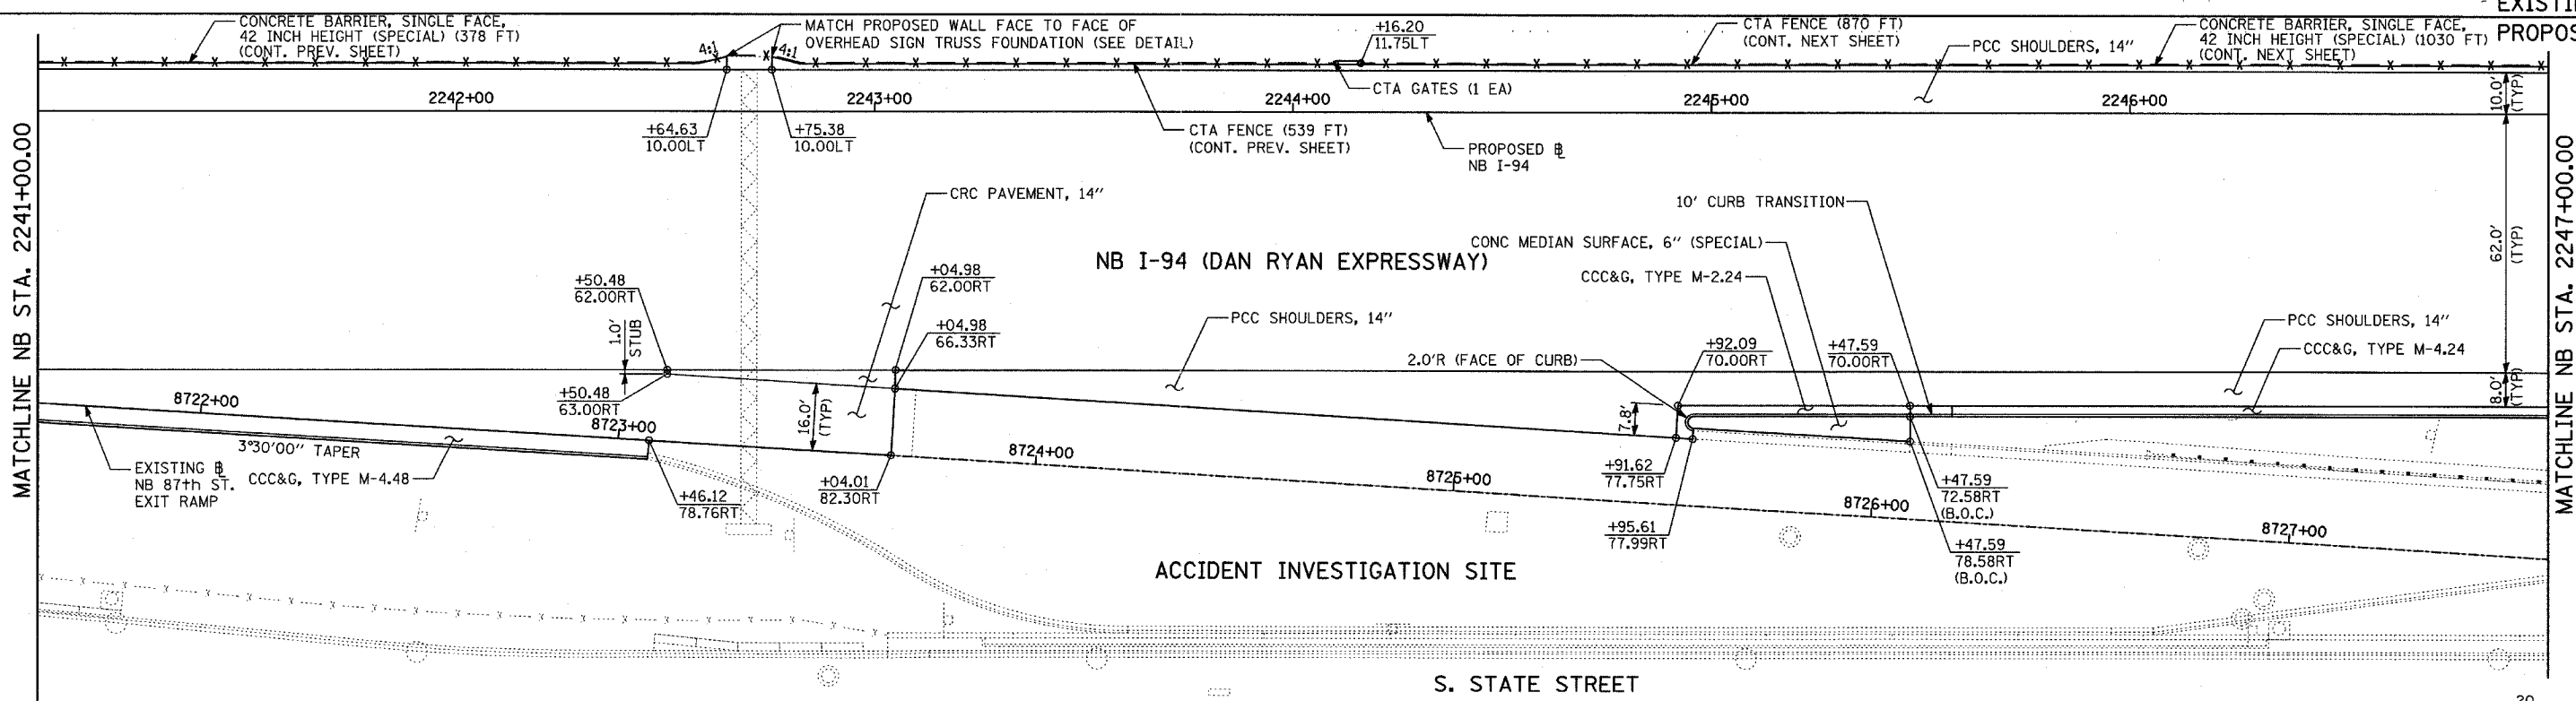 EXISTI
PROPOS
CONCRETE BARRIER, SINGLE FACE,
42 INCH HEIGHT (SPECIAL) (378 FT)
(CONT. PREV. SHEET)
4:1
4:1
MATCH PROPOSED WALL FACE TO FACE OF
OVERHEAD SIGN TRUSS FOUNDATION (SEE DETAIL)
+16.20
11.75LT
CTA FENCE (870 FT)
(CONT. NEXT SHEET)
PCC SHOULDERS, 14"
CONCRETE BARRIER, SINGLE FACE,
42 INCH HEIGHT (SPECIAL) (1030 FT)
(CONT. NEXT SHEET)
CTA GATES (1 EA)
2242+00
2243+00
2244+00
2245+00
2246+00
10.0'
(TYP)
+64.63
10.00LT
+75.38
10.00LT
CTA FENCE (539 FT)
(CONT. PREV. SHEET)
PROPOSED ⅊
NB I-94
MATCHLINE NB STA. 2241+00.00
MATCHLINE NB STA. 2247+00.00
62.0'
(TYP)
CRC PAVEMENT, 14"
10' CURB TRANSITION
CONC MEDIAN SURFACE, 6" (SPECIAL)
NB I-94 (DAN RYAN EXPRESSWAY)
CCC&G, TYPE M-2.24
+50.48
62.00RT
+04.98
62.00RT
+04.98
66.33RT
PCC SHOULDERS, 14"
PCC SHOULDERS, 14"
CCC&G, TYPE M-4.24
1.0'
STUB
2.0'R (FACE OF CURB)
+92.09
70.00RT
+47.59
70.00RT
8.0'
(TYP)
+50.48
63.00RT
16.0'
(TYP)
7.8'
8722+00
8723+00
8724+00
8725+00
8726+00
8727+00
3°30'00" TAPER
EXISTING ⅊
NB 87th ST.
EXIT RAMP
CCC&G, TYPE M-4.48
+46.12
78.76RT
+04.01
82.30RT
+91.62
77.75RT
+95.61
77.99RT
+47.59
72.58RT
(B.O.C.)
+47.59
78.58RT
(B.O.C.)
ACCIDENT INVESTIGATION SITE
S. STATE STREET